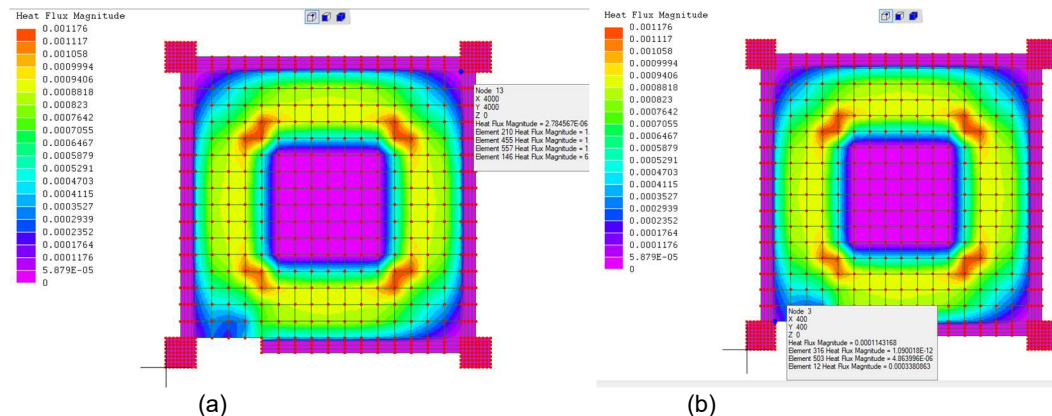 Heat Flux Magnitude
0.001176
0.001117
0.001058
0.0009994
0.0009406
0.0008818
0.000823
0.0007642
0.0007055
0.0006467
0.0005879
0.0005291
0.0004703
0.0004115
0.0003527
0.0002939
0.0002352
0.0001764
0.0001176
5.879E-05
0
Node 13
X 4000
Y 4000
Z 0
Heat Flux Magnitude = 2.784567E-06
Element 210 Heat Flux Magnitude = 1.
Element 455 Heat Flux Magnitude = 1.
Element 557 Heat Flux Magnitude = 1.
Element 146 Heat Flux Magnitude = 6.
(a)
Heat Flux Magnitude
0.001176
0.001117
0.001058
0.0009994
0.0009406
0.0008818
0.000823
0.0007642
0.0007055
0.0006467
0.0005879
0.0005291
0.0004703
0.0004115
0.0003527
0.0002939
0.0002352
0.0001764
0.0001176
5.879E-05
0
Node 3
X 400
Y 400
Z 0
Heat Flux Magnitude = 0.0001143168
Element 316 Heat Flux Magnitude = 1.090018E-12
Element 503 Heat Flux Magnitude = 4.863996E-06
Element 12 Heat Flux Magnitude = 0.0003380863
(b)